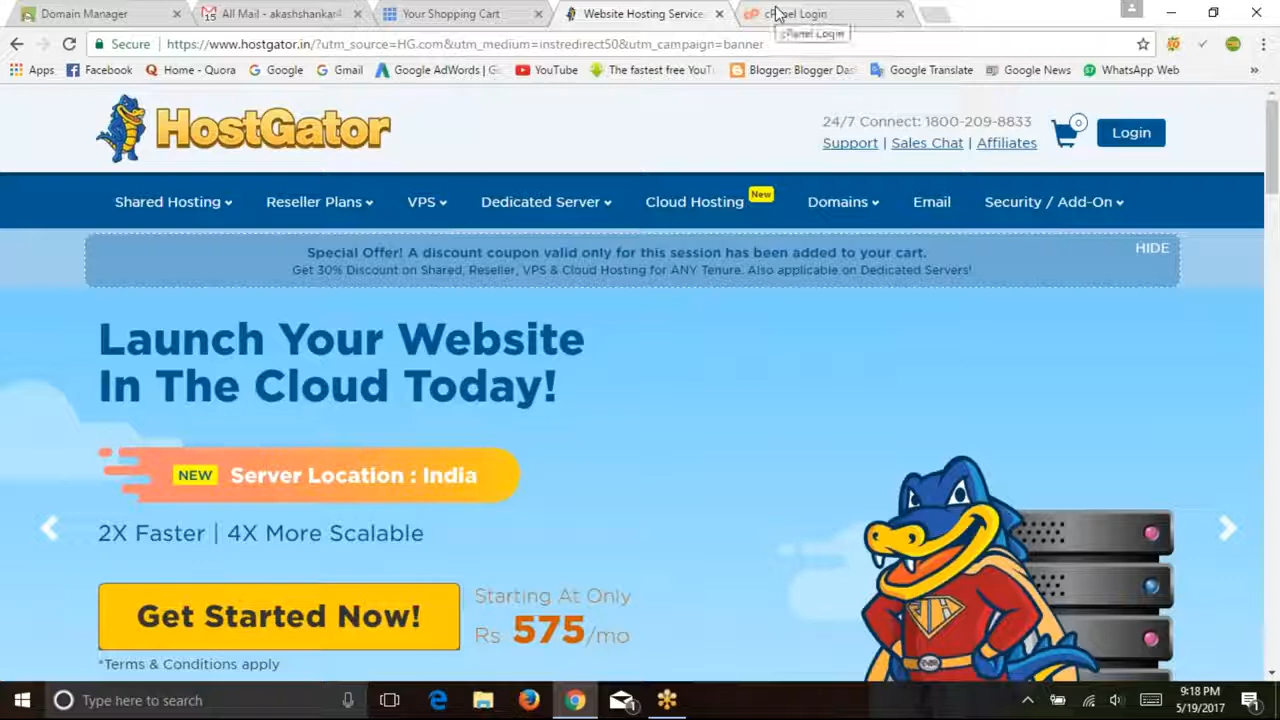 Domain Manager
15 All Mail - akashshankar4
Your Shopping Cart
Website Hosting Service
cPanel Login
cPanel Login
Secure https://www.hostgator.in/?utm_source=HG.com&utm_medium=instredirect50&utm_campaign=banner
Apps Facebook Home - Quora Google Gmail Google AdWords | G YouTube The fastest free YouT Blogger: Blogger Das Google Translate Google News WhatsApp Web »
HostGator
24/7 Connect: 1800-209-8833
Support | Sales Chat | Affiliates
0
Login
Shared Hosting Reseller Plans VPS Dedicated Server Cloud Hosting New Domains Email Security / Add-On
Special Offer! A discount coupon valid only for this session has been added to your cart.
HIDE
Get 30% Discount on Shared, Reseller, VPS & Cloud Hosting for ANY Tenure. Also applicable on Dedicated Servers!
Launch Your Website
In The Cloud Today!
NEW Server Location : India
2X Faster | 4X More Scalable
Get Started Now!
Starting At Only
Rs 575/mo
*Terms & Conditions apply
Type here to search
9:18 PM
5/19/2017